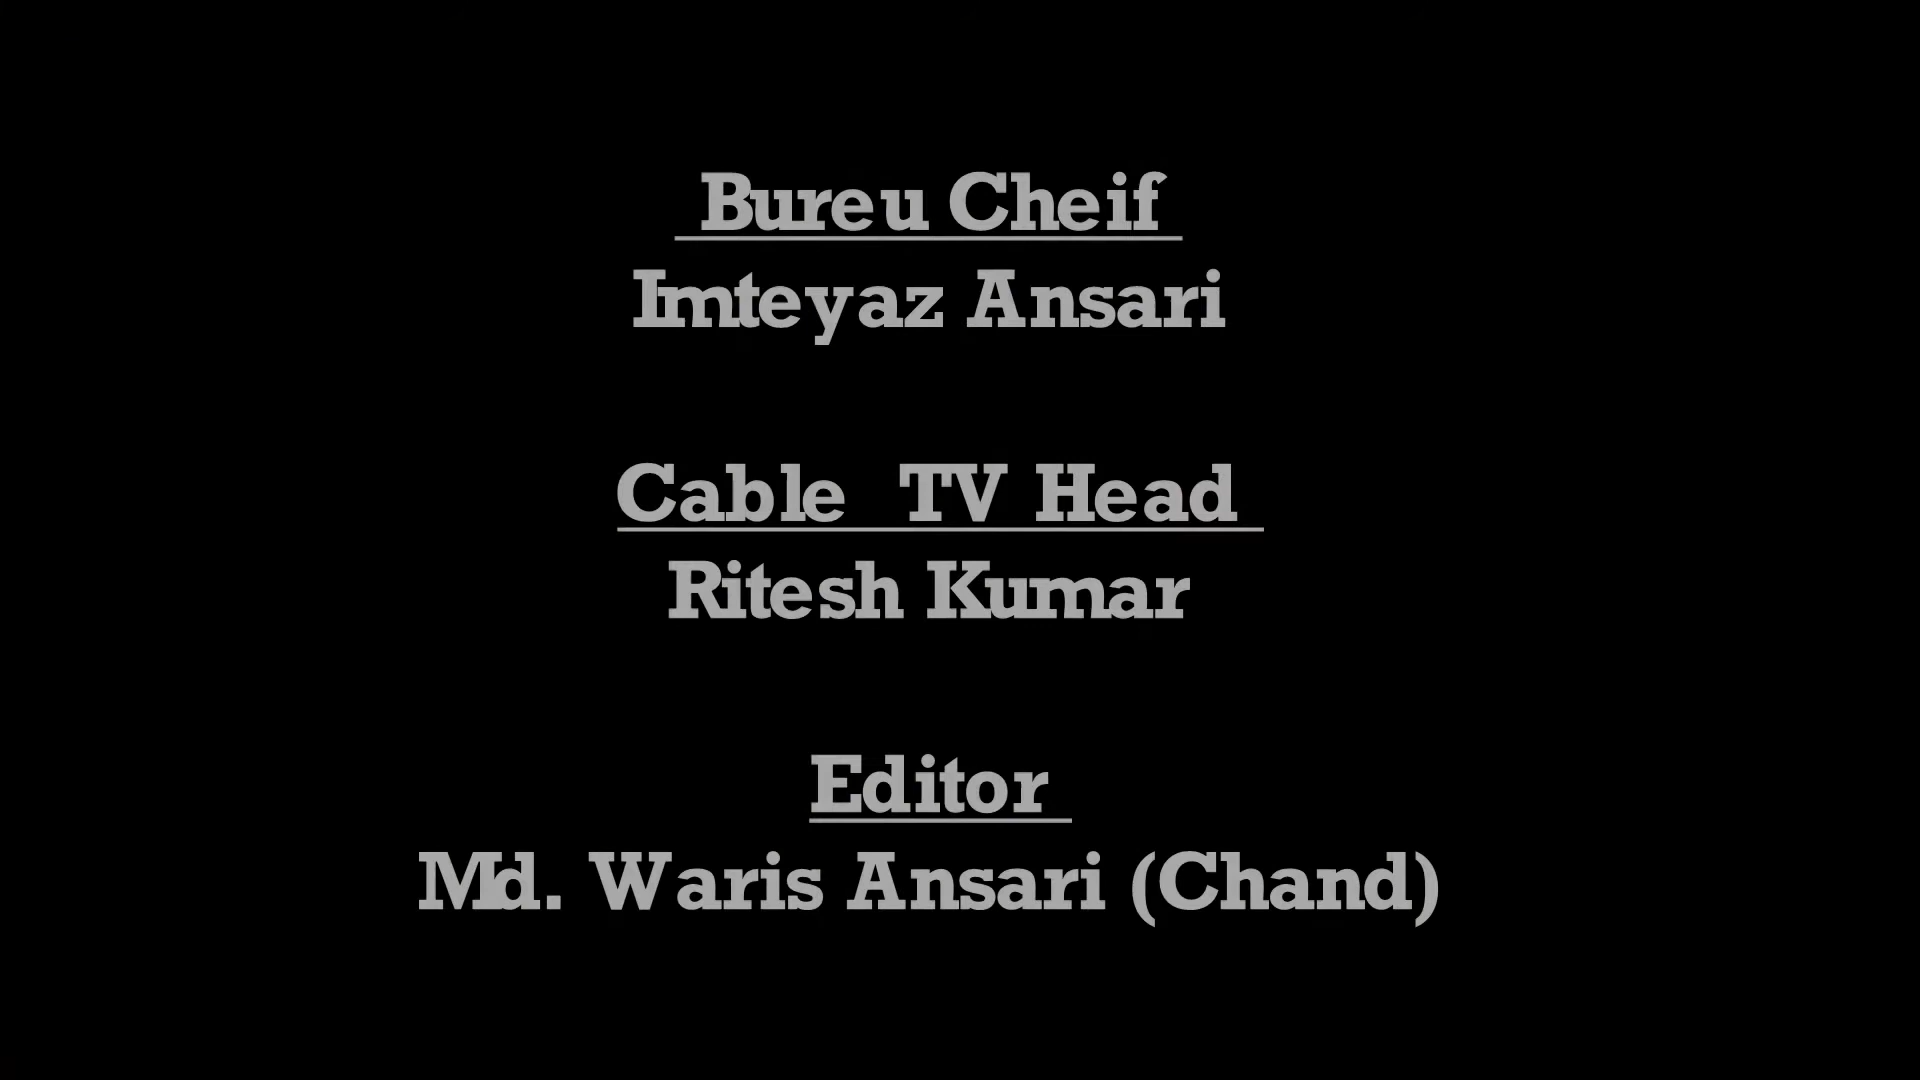 Bureu Cheif
Imteyaz Ansari
Cable TV Head
Ritesh Kumar
Editor
Md. Waris Ansari (Chand)